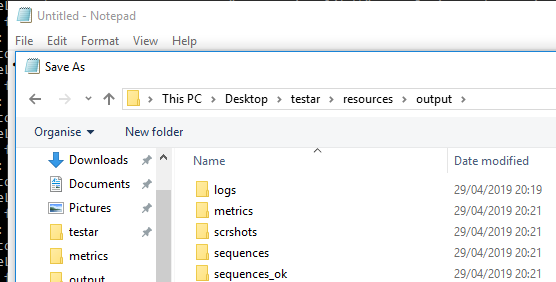 Untitled - Notepad
File Edit Format View Help
Save As
This PC > Desktop > testar > resources > output >
Organise New folder
Name Date modified
Downloads
Documents
Pictures
testar
metrics
output
logs 29/04/2019 20:19
metrics 29/04/2019 20:21
scrshots 29/04/2019 20:21
sequences 29/04/2019 20:21
sequences_ok 29/04/2019 20:21